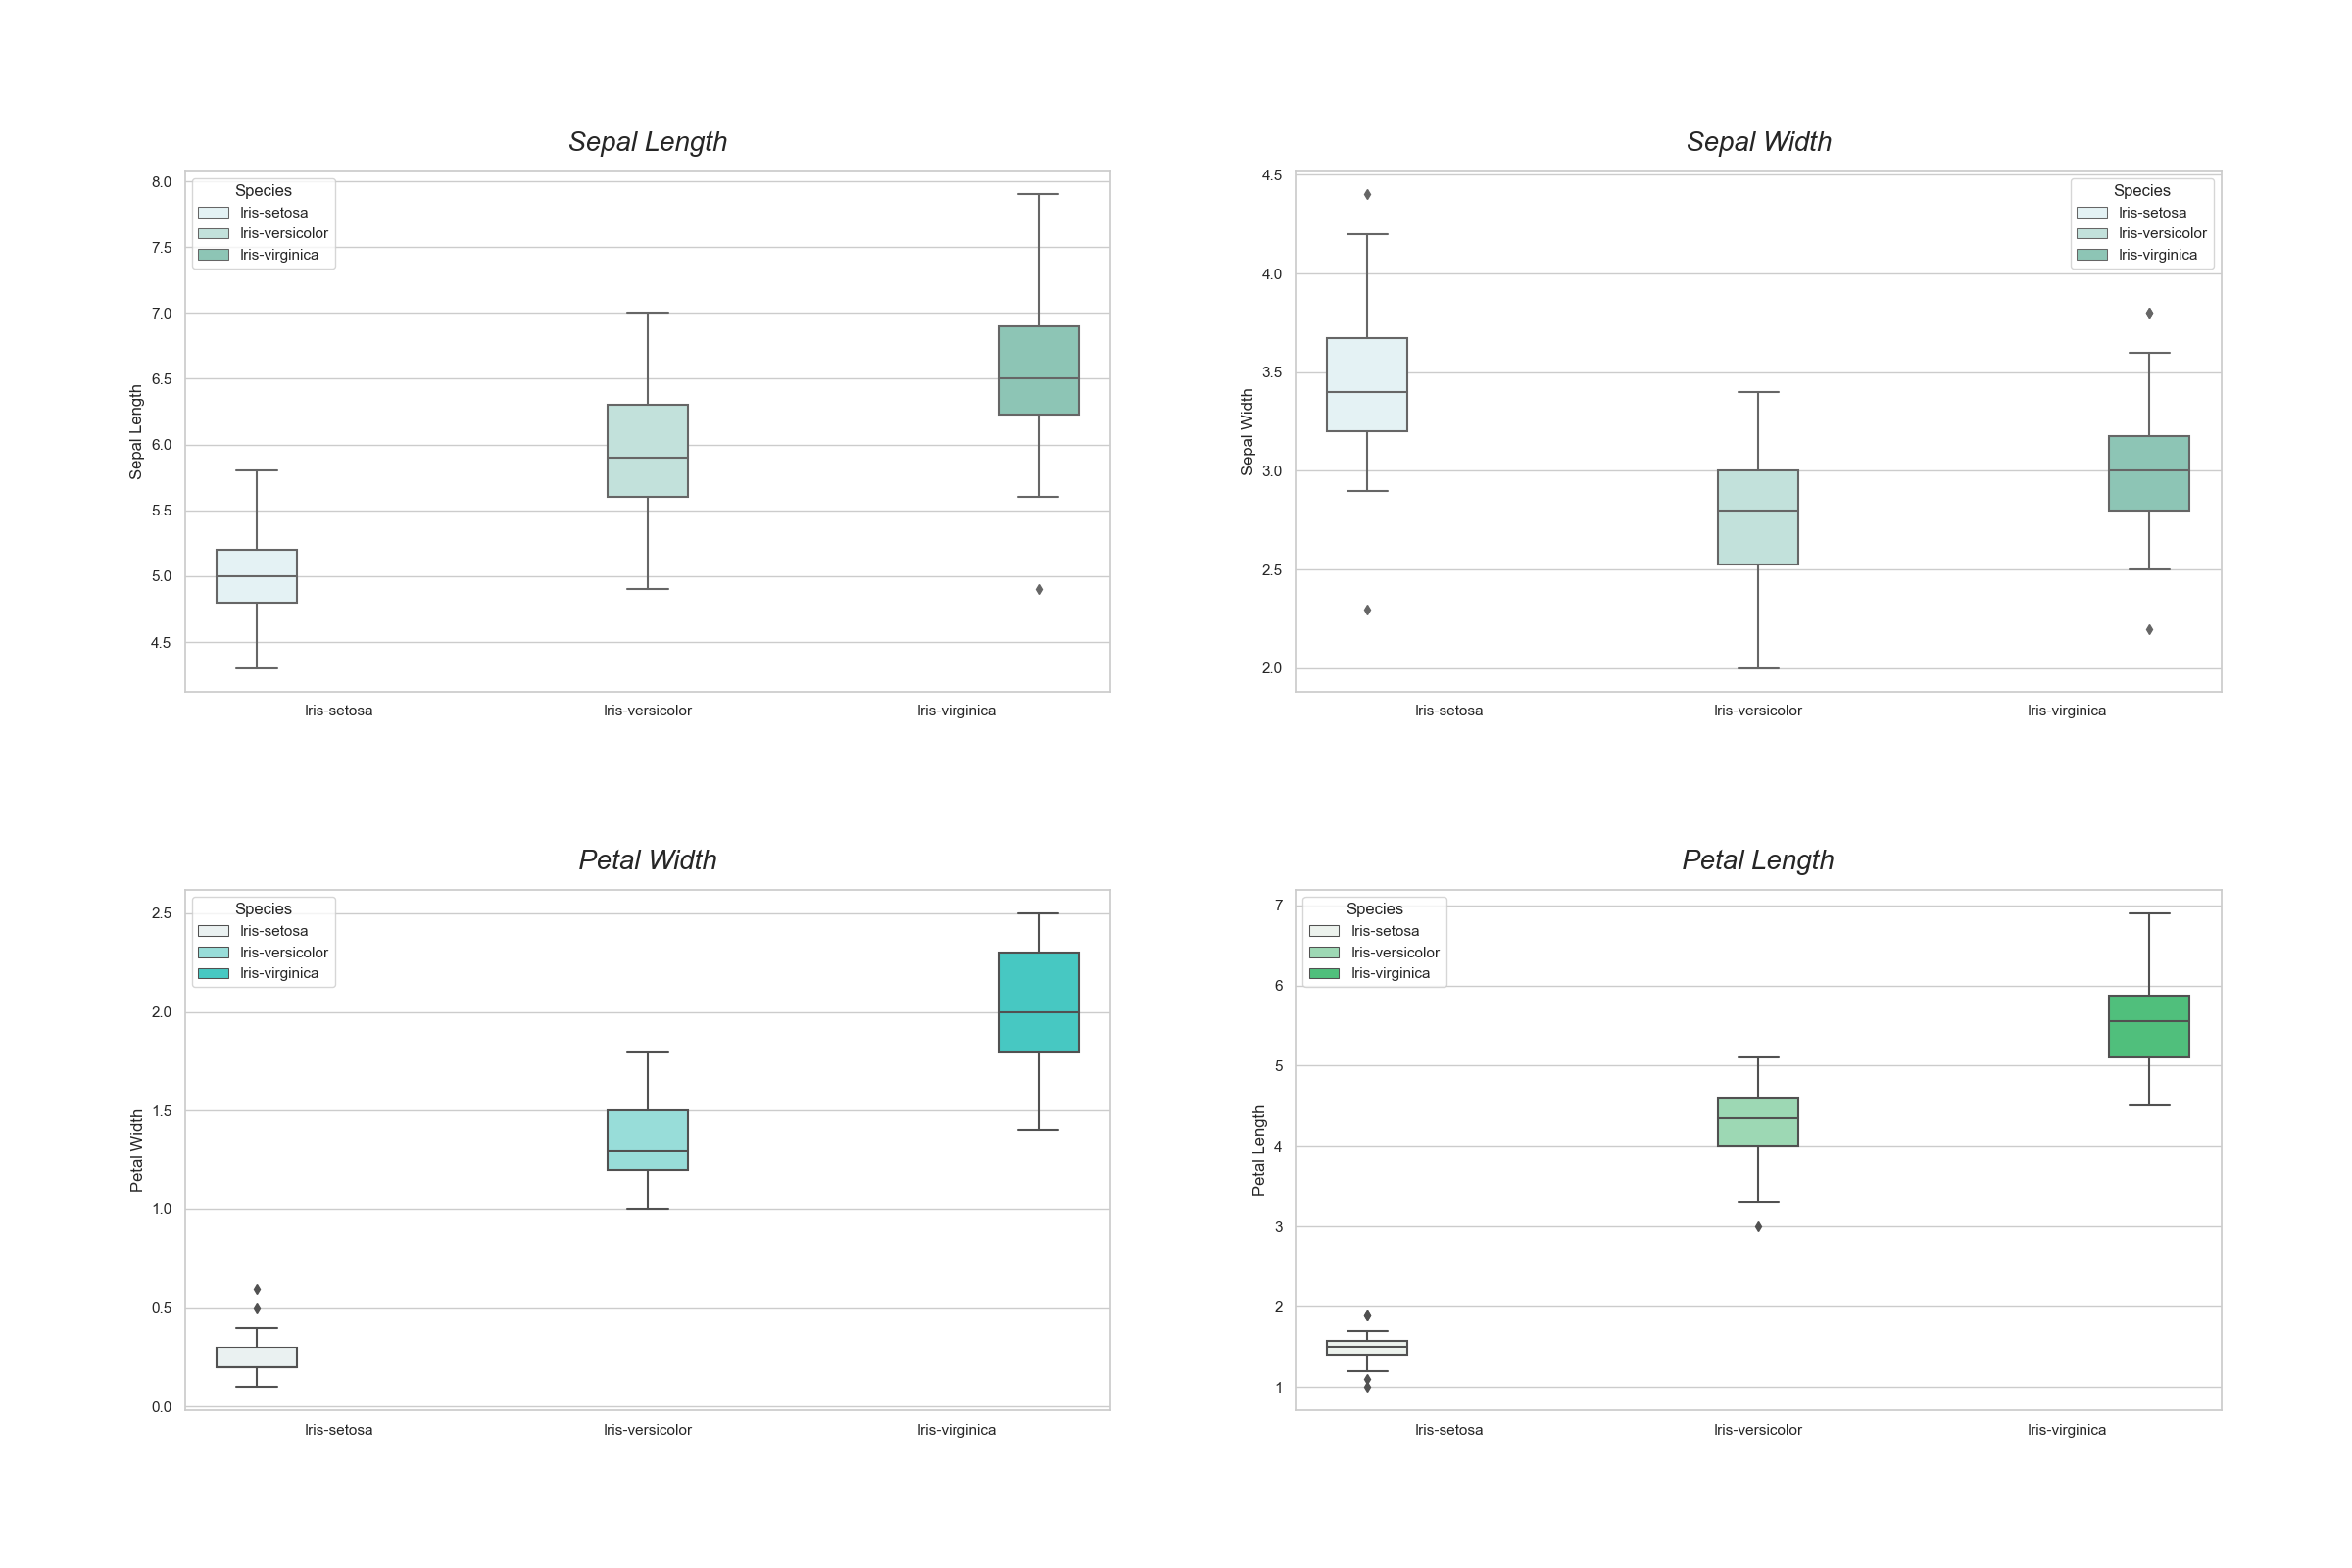 Sepal Length
Sepal Length
8.0
7.5
7.0
6.5
6.0
5.5
5.0
4.5
Species
Iris-setosa
Iris-versicolor
Iris-virginica
Iris-setosa Iris-versicolor Iris-virginica
Sepal Width
Sepal Width
4.5
4.0
3.5
3.0
2.5
2.0
Species
Iris-setosa
Iris-versicolor
Iris-virginica
Iris-setosa Iris-versicolor Iris-virginica
Petal Width
Petal Width
2.5
2.0
1.5
1.0
0.5
0.0
Species
Iris-setosa
Iris-versicolor
Iris-virginica
Iris-setosa Iris-versicolor Iris-virginica
Petal Length
Petal Length
7
6
5
4
3
2
1
Species
Iris-setosa
Iris-versicolor
Iris-virginica
Iris-setosa Iris-versicolor Iris-virginica